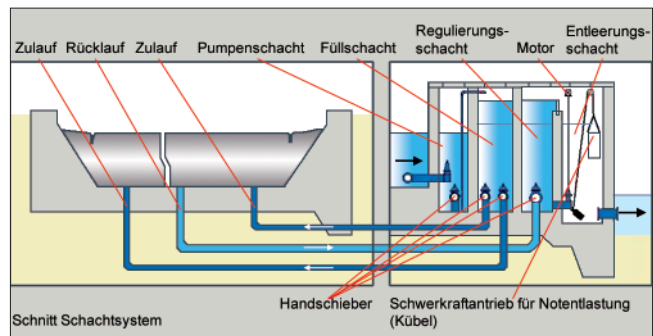 Regulierungs-
schacht
Entleerungs-
schacht
Zulauf Rücklauf Zulauf Pumpenschacht Füllschacht Motor
Handschieber
Schwerkraftantrieb für Notentlastung
(Kübel)
Schnitt Schachtsystem